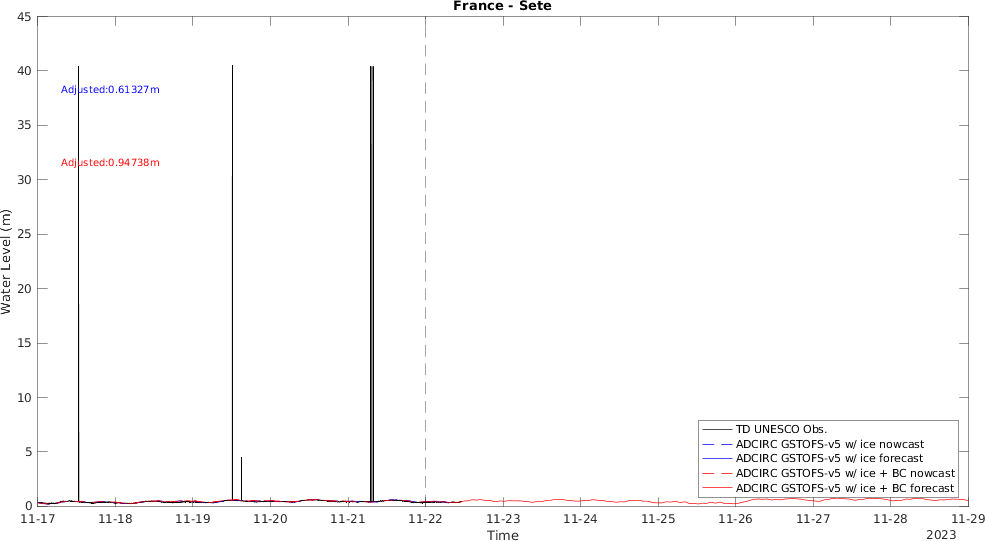 France - Sete
45
40
35
30
25
20
15
10
5
0
Water Level (m)
Adjusted:0.61327m
Adjusted:0.94738m
TD UNESCO Obs.
ADCIRC GSTOFS-v5 w/ ice nowcast
ADCIRC GSTOFS-v5 w/ ice forecast
ADCIRC GSTOFS-v5 w/ ice + BC nowcast
ADCIRC GSTOFS-v5 w/ ice + BC forecast
11-17 11-18 11-19 11-20 11-21 11-22 11-23 11-24 11-25 11-26 11-27 11-28 11-29
Time
2023